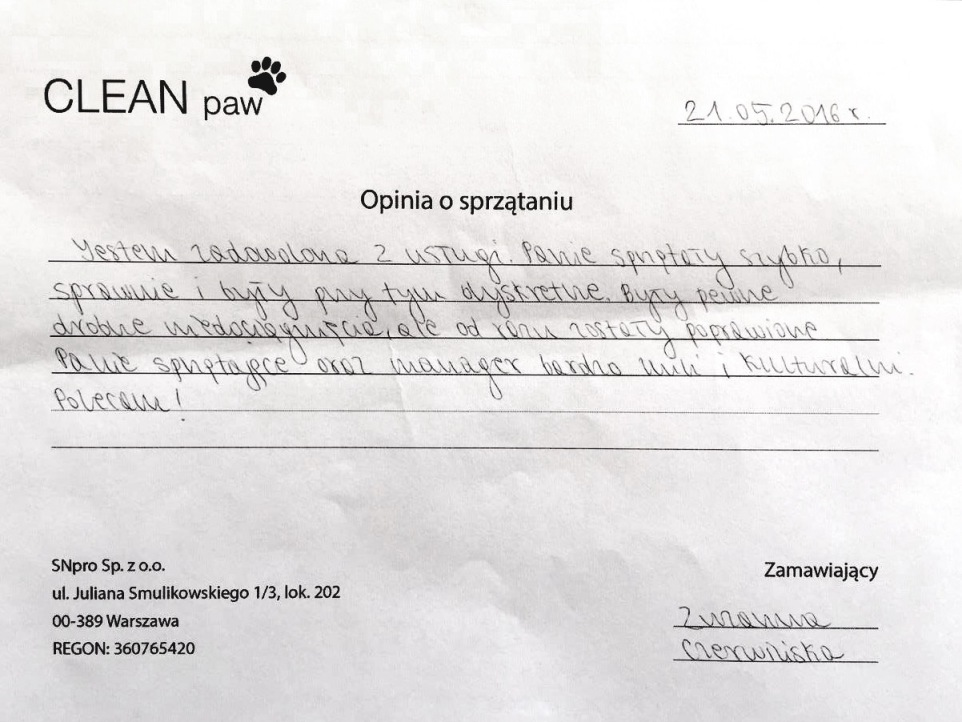 CLEAN paw
21.05.2016 r.
Opinia o sprzątaniu
Jestem zadowolona z usługi. Panie sprzątały szybko,
sprawnie i były przy tym dyskretne. Były pewne
drobne niedociągnięcia, ale od razu zostały poprawione
Panie sprzątające oraz manager bardzo mili i kulturalni.
Polecam!
SNpro Sp. z o.o.
ul. Juliana Smulikowskiego 1/3, lok. 202
00-389 Warszawa
REGON: 360765420
Zamawiający
Zuzanna
Czerwińska